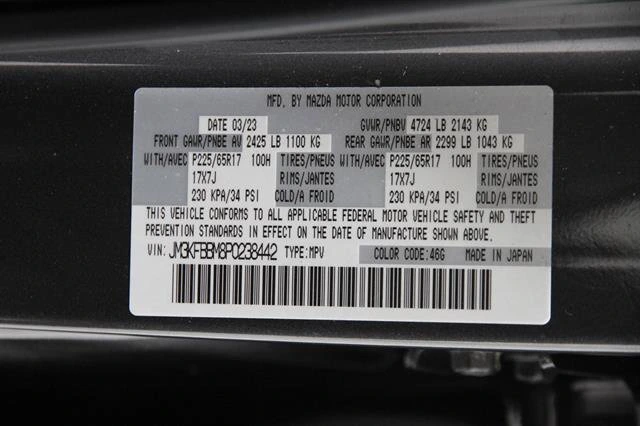 MFD. BY MAZDA MOTOR CORPORATION
DATE 03/23 GVWR/PNBV 4724 LB 2143 KG
FRONT GAWR/PNBE AV 2425 LB 1100 KG REAR GAWR/PNBE AR 2299 LB 1043 KG
WITH/AVEC P225/65R17 100H TIRES/PNEUS WITH/AVEC P225/65R17 100H TIRES/PNEUS
17X7J RIMS/JANTES 17X7J RIMS/JANTES
230 KPA/34 PSI COLD/A FROID 230 KPA/34 PSI COLD/A FROID
THIS VEHICLE CONFORMS TO ALL APPLICABLE FEDERAL MOTOR VEHICLE SAFETY AND THEFT
PREVENTION STANDARDS IN EFFECT ON THE DATE OF MANUFACTURE SHOWN ABOVE.
VIN: JM3KFBBM8P0238442 TYPE:MPV COLOR CODE:46G MADE IN JAPAN